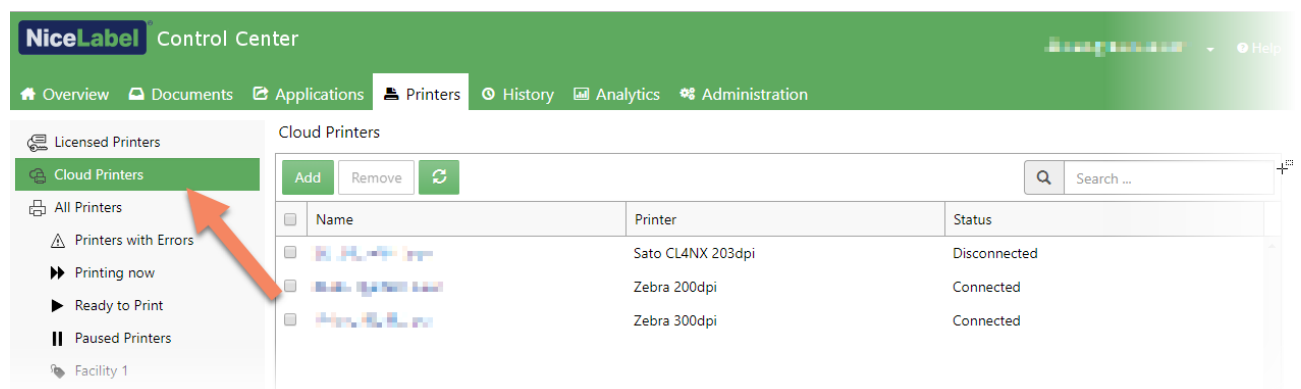 NiceLabel Control Center
Help
Overview Documents Applications Printers History Analytics Administration
Licensed Printers
Cloud Printers
All Printers
Printers with Errors
Printing now
Ready to Print
Paused Printers
Facility 1
Cloud Printers
Add Remove Search ...
Name Printer Status
Sato CL4NX 203dpi Disconnected
Zebra 200dpi Connected
Zebra 300dpi Connected